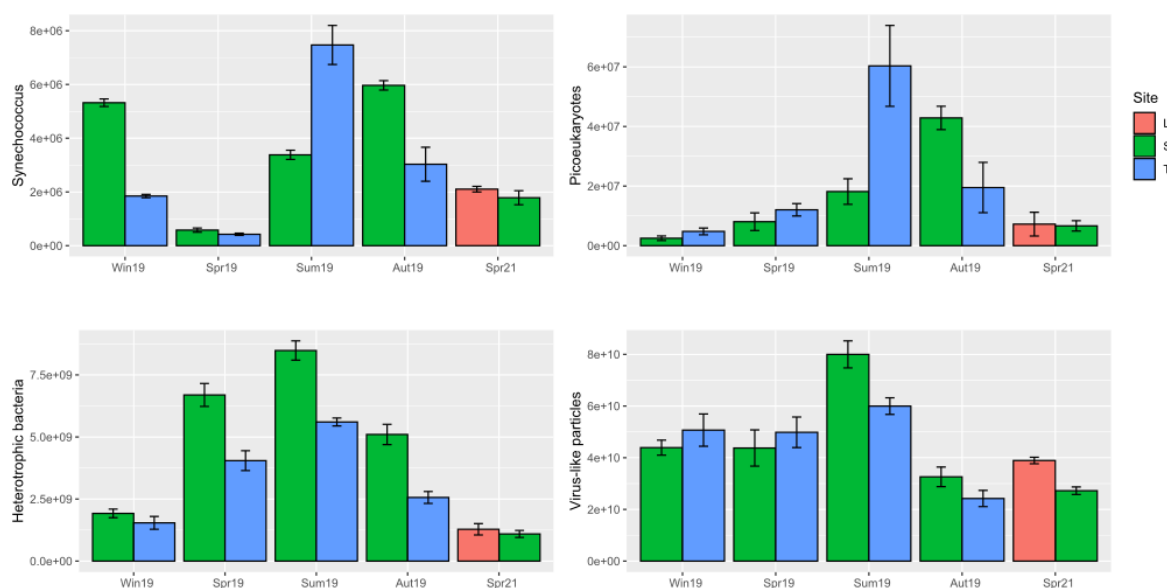 Synechococcus
8e+06
6e+06
4e+06
2e+06
0e+00
Win19 Spr19 Sum19 Aut19 Spr21
Picoeukaryotes
6e+07
4e+07
2e+07
0e+00
Win19 Spr19 Sum19 Aut19 Spr21
Site
L
S
T
Heterotrophic bacteria
7.5e+09
5.0e+09
2.5e+09
0.0e+00
Win19 Spr19 Sum19 Aut19 Spr21
Virus-like particles
8e+10
6e+10
4e+10
2e+10
0e+00
Win19 Spr19 Sum19 Aut19 Spr21